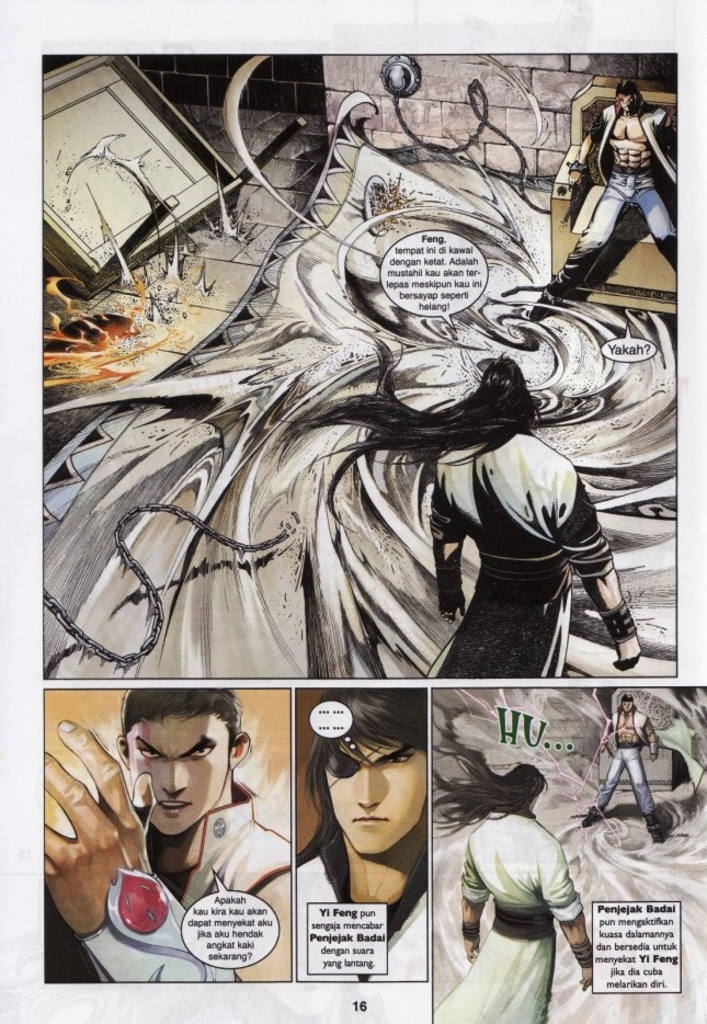 Feng,
tempat ini di kawal
dengan ketat. Adalah
mustahil kau akan ter-
lepas meskipun kau ini
bersayap seperti
helang!
Yakah?
Apakah
kau kira kau akan
dapat menyekat aku
jika aku hendak
angkat kaki
sekarang?
... ...
... ...
Yi Feng pun
sengaja mencabar
Penjejak Badai
dengan suara
yang lantang.
HU...
Penjejak Badai
pun mengaktifkan
kuasa dalamannya
dan bersedia untuk
menyekat Yi Feng
jika dia cuba
melarikan diri.
16